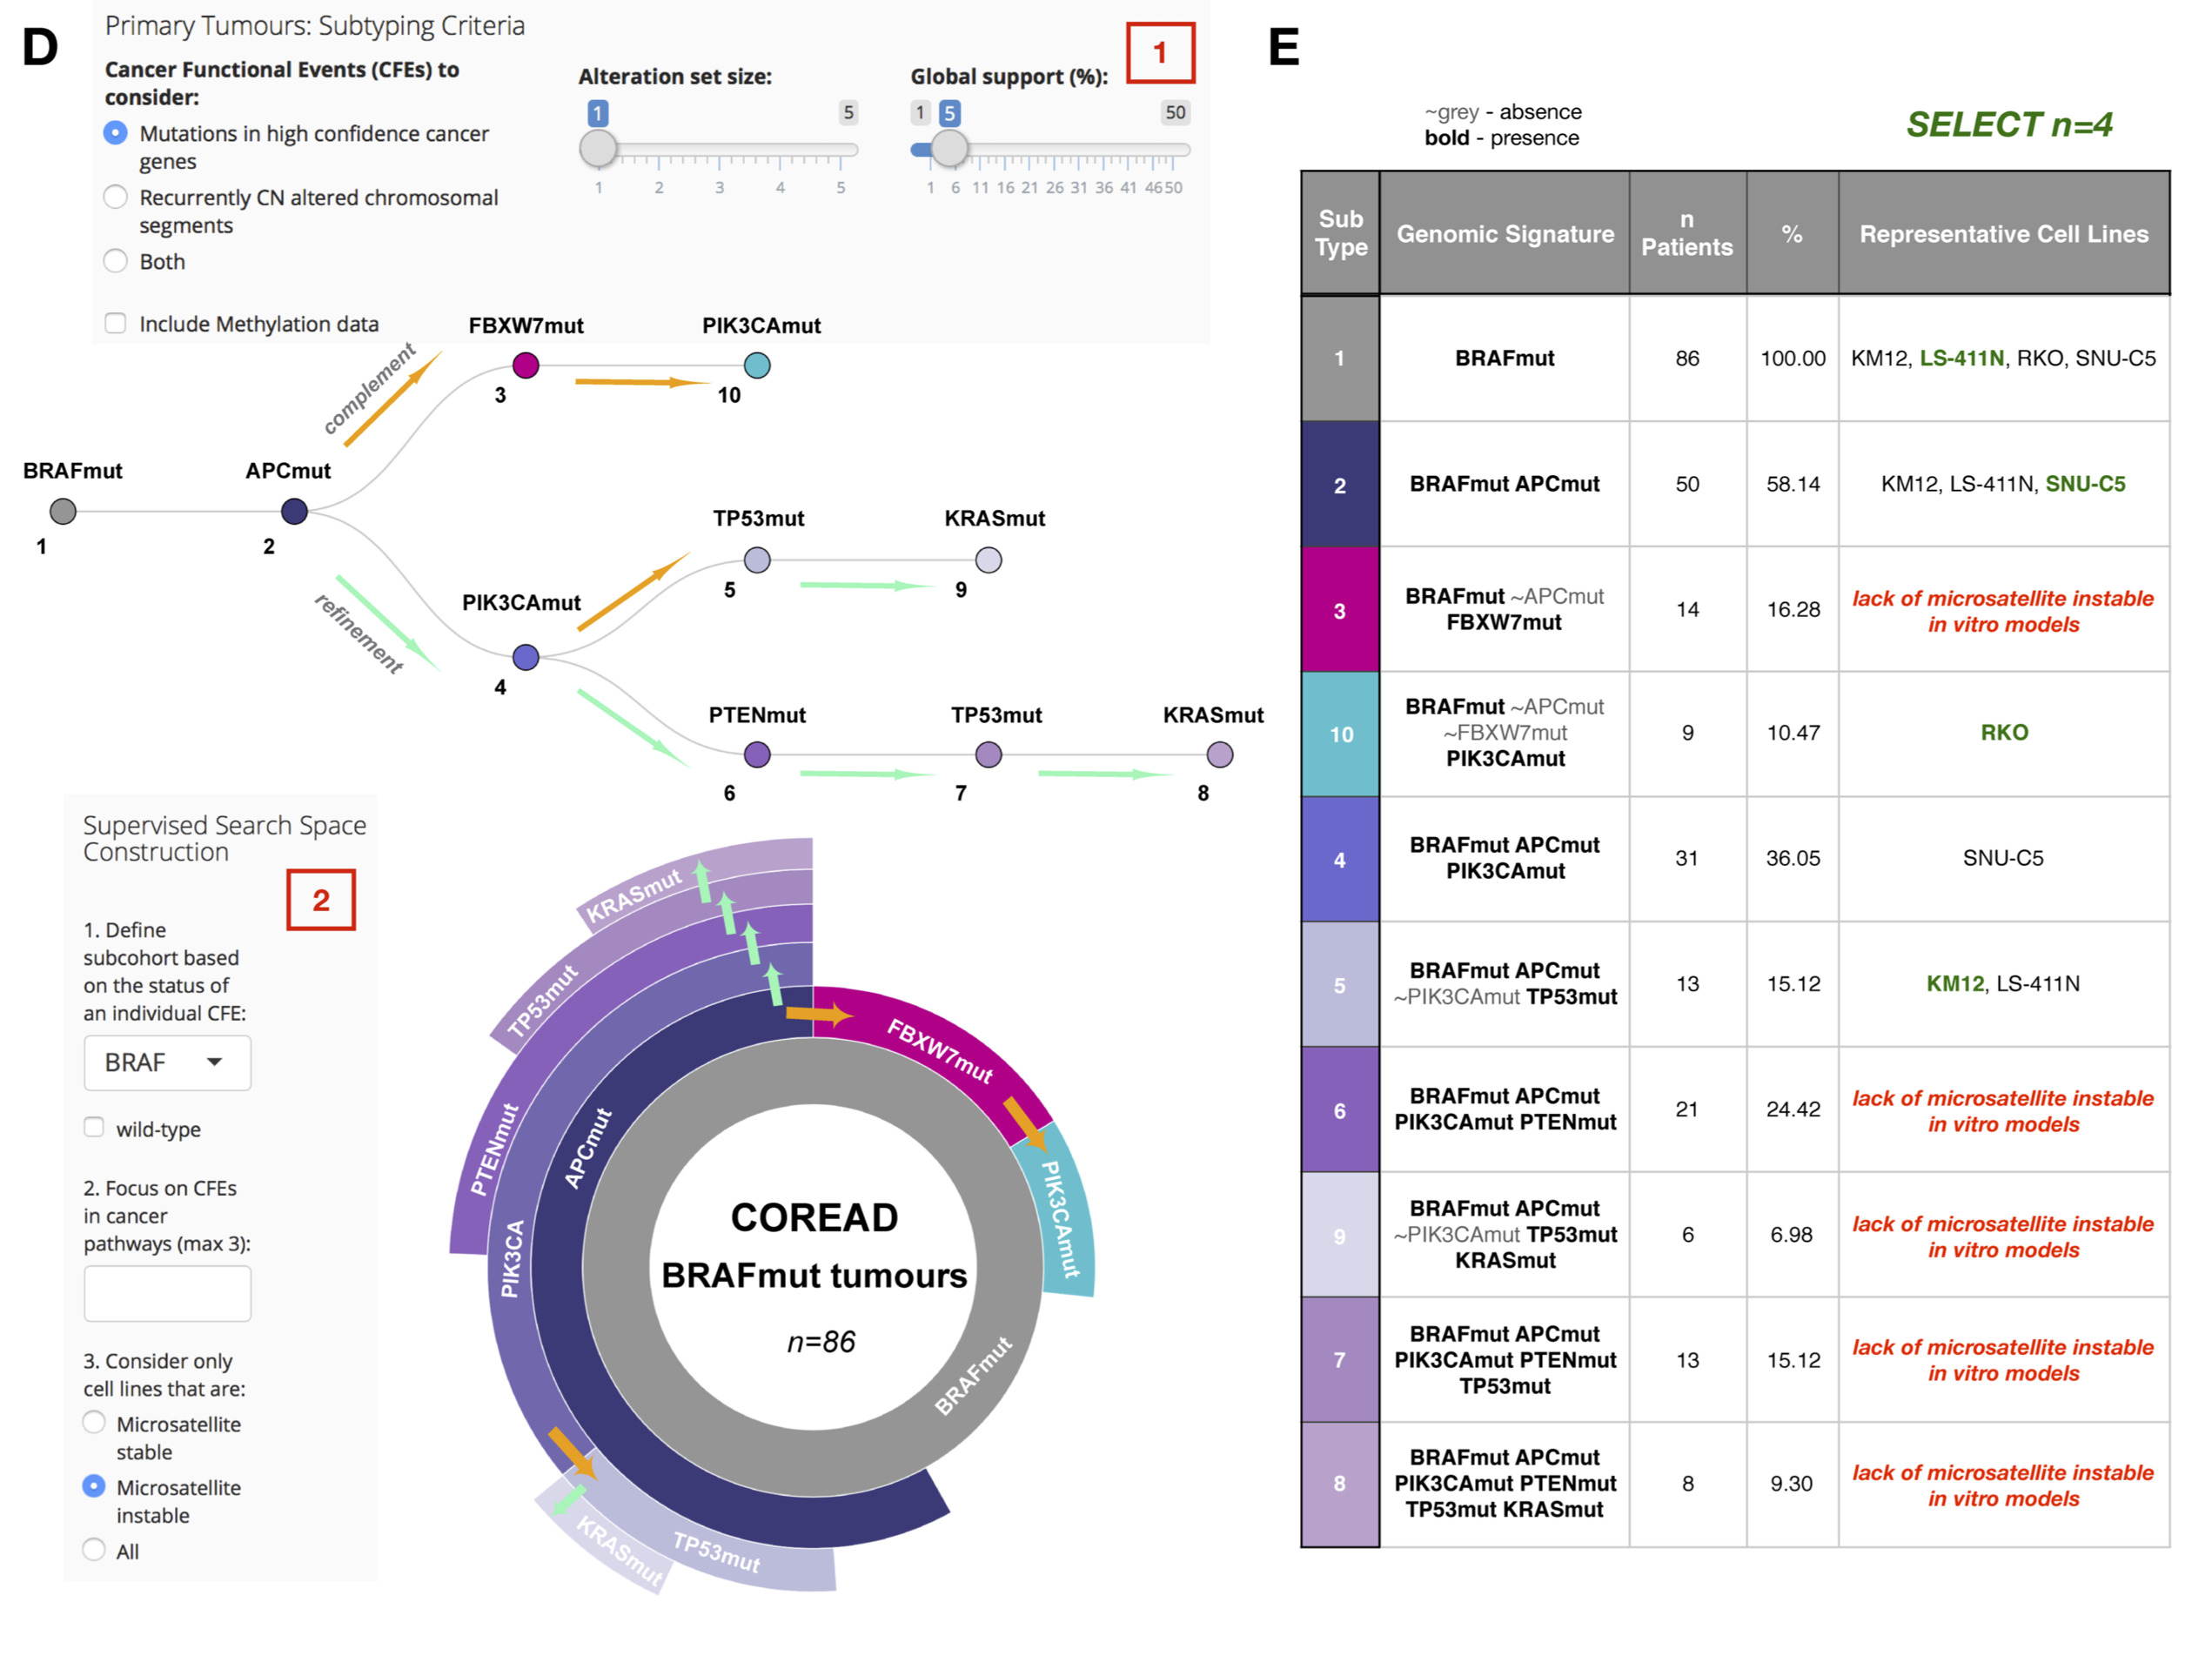 D
Primary Tumours: Subtyping Criteria
1
Cancer Functional Events (CFEs) to
consider:
Mutations in high confidence cancer
genes
Recurrently CN altered chromosomal
segments
Both
Include Methylation data
Alteration set size:
1
5
1 2 3 4 5
Global support (%):
1 5 50
1 6 11 16 21 26 31 36 41 46 50
complement
refinement
BRAFmut
1
APCmut
2
FBXW7mut
3
PIK3CAmut
10
PIK3CAmut
4
TP53mut
5
KRASmut
9
PTENmut
6
TP53mut
7
KRASmut
8
Supervised Search Space
Construction
2
1. Define
subcohort based
on the status of
an individual CFE:
BRAF
wild-type
2. Focus on CFEs
in cancer
pathways (max 3):
3. Consider only
cell lines that are:
Microsatellite
stable
Microsatellite
instable
All
KRASmut
TP53mut
PTENmut
PIK3CA
APCmut
FBXW7mut
PIK3CAmut
BRAFmut
TP53mut
KRASmut
COREAD
BRAFmut tumours
n=86
E
~grey - absence
bold - presence
SELECT n=4
Sub
Type
Genomic Signature
n
Patients
%
Representative Cell Lines
1
BRAFmut
86
100.00
KM12, LS-411N, RKO, SNU-C5
2
BRAFmut APCmut
50
58.14
KM12, LS-411N, SNU-C5
3
BRAFmut ~APCmut
FBXW7mut
14
16.28
lack of microsatellite instable
in vitro models
10
BRAFmut ~APCmut
~FBXW7mut
PIK3CAmut
9
10.47
RKO
4
BRAFmut APCmut
PIK3CAmut
31
36.05
SNU-C5
5
BRAFmut APCmut
~PIK3CAmut TP53mut
13
15.12
KM12, LS-411N
6
BRAFmut APCmut
PIK3CAmut PTENmut
21
24.42
lack of microsatellite instable
in vitro models
9
BRAFmut APCmut
~PIK3CAmut TP53mut
KRASmut
6
6.98
lack of microsatellite instable
in vitro models
7
BRAFmut APCmut
PIK3CAmut PTENmut
TP53mut
13
15.12
lack of microsatellite instable
in vitro models
8
BRAFmut APCmut
PIK3CAmut PTENmut
TP53mut KRASmut
8
9.30
lack of microsatellite instable
in vitro models